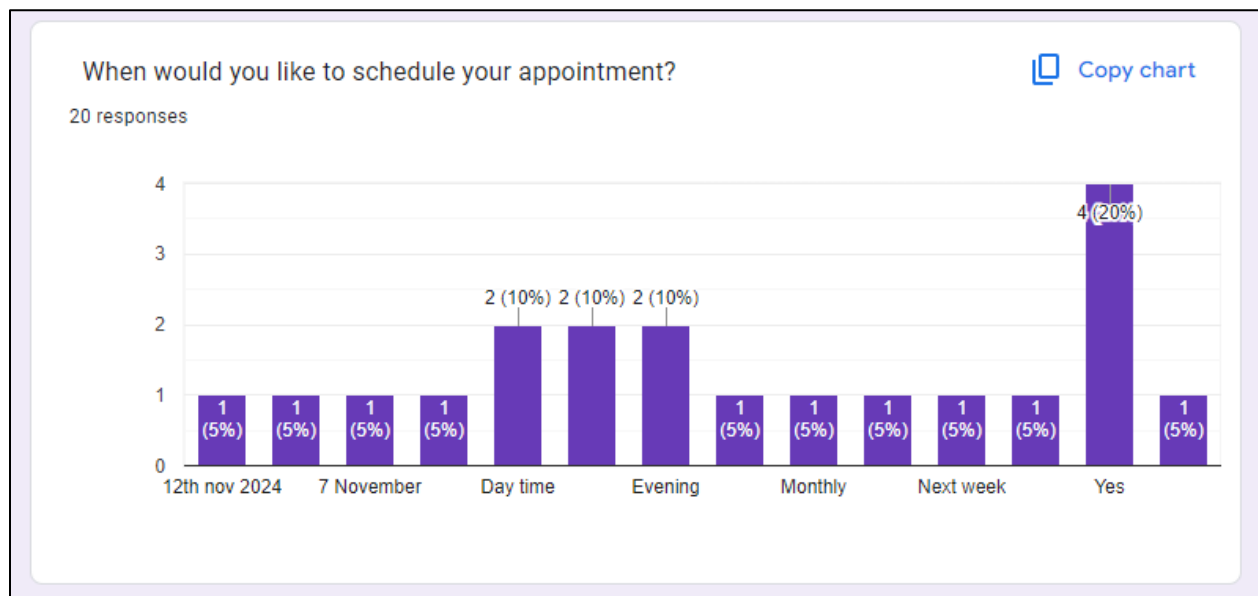 When would you like to schedule your appointment?
Copy chart
20 responses
4
3
2
1
0
2 (10%) 2 (10%) 2 (10%)
4 (20%)
1 1 1 1 1 1 1 1 1 1
(5%) (5%) (5%) (5%) (5%) (5%) (5%) (5%) (5%) (5%)
12th nov 2024 7 November Day time Evening Monthly Next week Yes